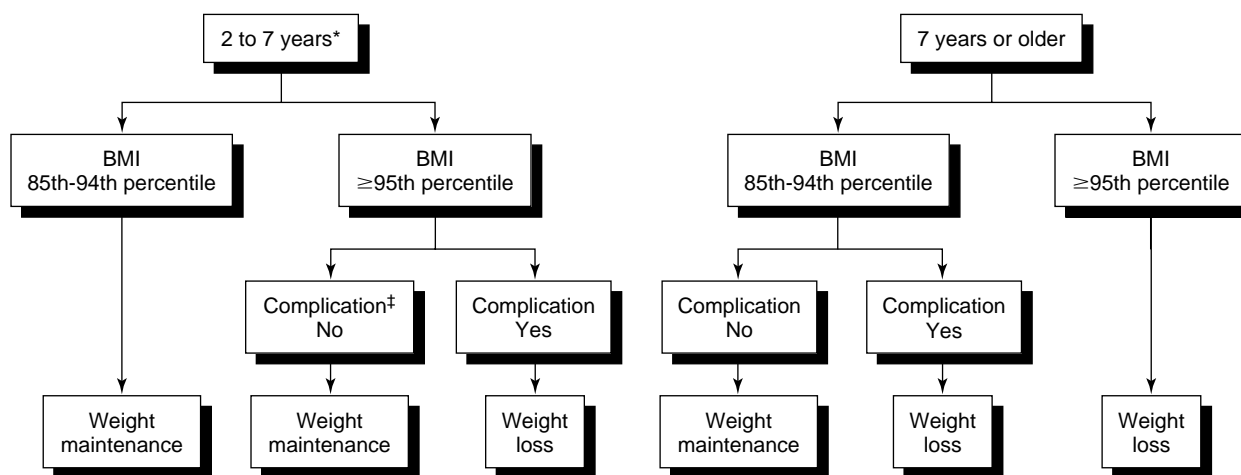 2 to 7 years*
7 years or older
BMI
85th-94th percentile
BMI
≥95th percentile
BMI
85th-94th percentile
BMI
≥95th percentile
Complication‡
No
Complication
Yes
Complication
No
Complication
Yes
Weight
maintenance
Weight
maintenance
Weight
loss
Weight
maintenance
Weight
loss
Weight
loss